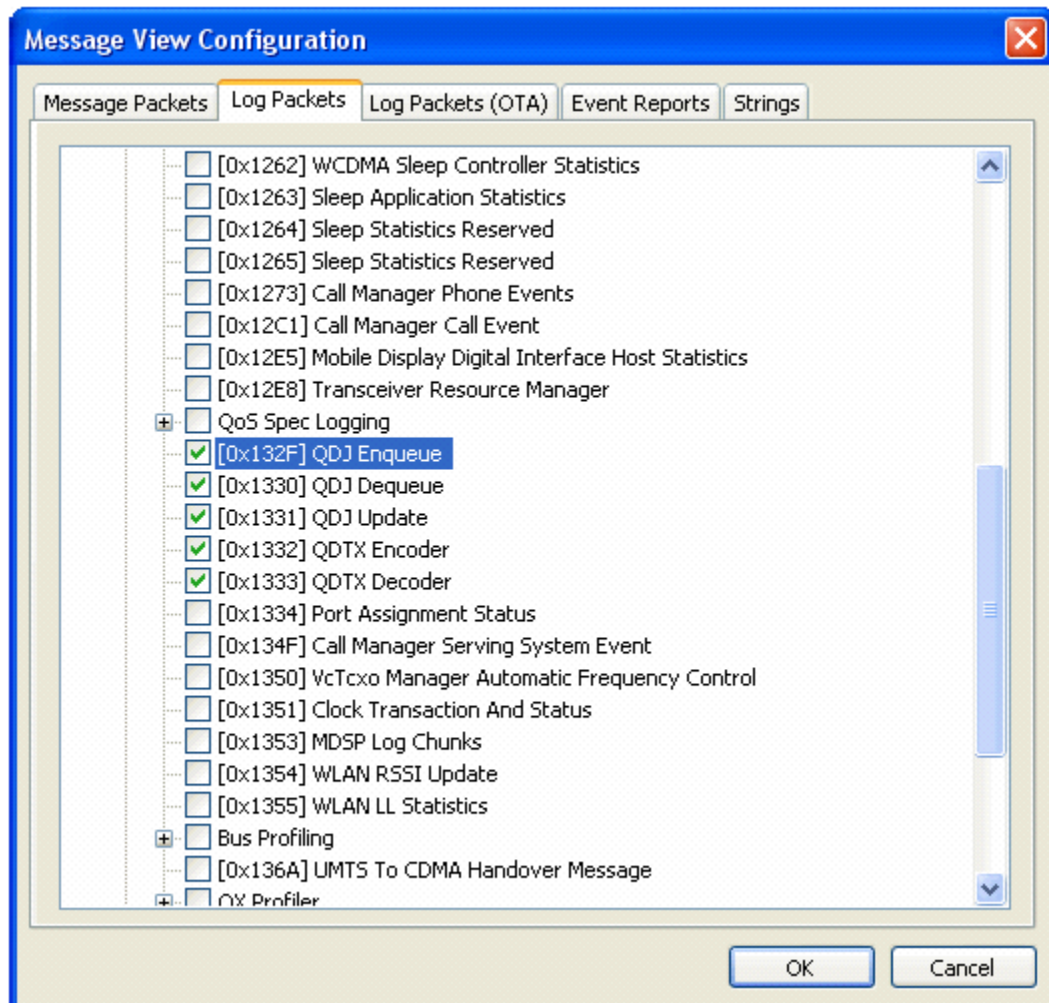 Message View Configuration
Message Packets Log Packets Log Packets (OTA) Event Reports Strings
[0x1262] WCDMA Sleep Controller Statistics
[0x1263] Sleep Application Statistics
[0x1264] Sleep Statistics Reserved
[0x1265] Sleep Statistics Reserved
[0x1273] Call Manager Phone Events
[0x12C1] Call Manager Call Event
[0x12E5] Mobile Display Digital Interface Host Statistics
[0x12E8] Transceiver Resource Manager
QoS Spec Logging
[0x132F] QDJ Enqueue
[0x1330] QDJ Dequeue
[0x1331] QDJ Update
[0x1332] QDTX Encoder
[0x1333] QDTX Decoder
[0x1334] Port Assignment Status
[0x134F] Call Manager Serving System Event
[0x1350] VcTcxo Manager Automatic Frequency Control
[0x1351] Clock Transaction And Status
[0x1353] MDSP Log Chunks
[0x1354] WLAN RSSI Update
[0x1355] WLAN LL Statistics
Bus Profiling
[0x136A] UMTS To CDMA Handover Message
Profiler
OK Cancel